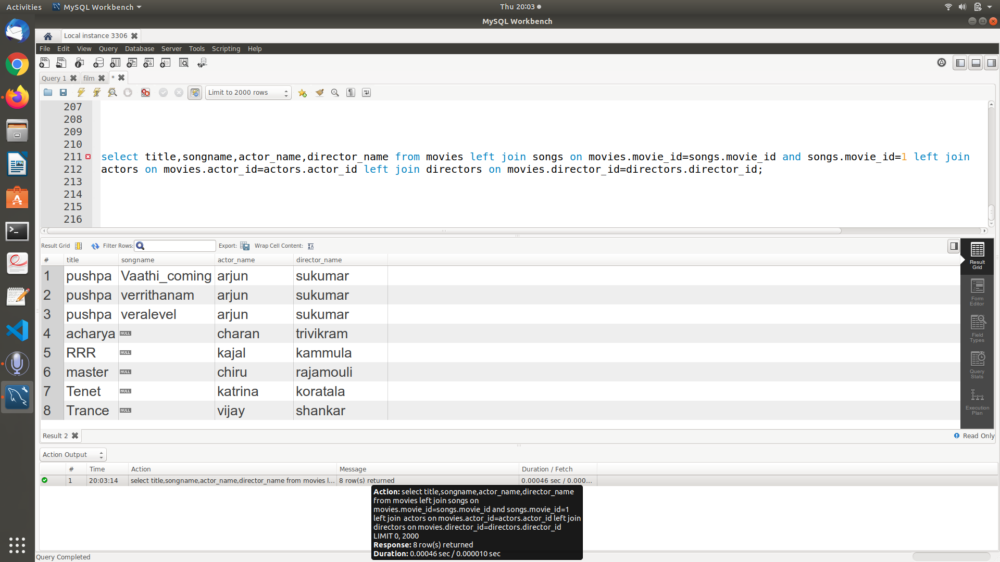 Activities
MySQL Workbench
Thu 20:03
MySQL Workbench
Local instance 3306
File Edit View Query Database Server Tools Scripting Help
Query 1
film
*
Limit to 2000 rows
207
208
209
210
211 select title,songname,actor_name,director_name from movies left join songs on movies.movie_id=songs.movie_id and songs.movie_id=1 left join
212 actors on movies.actor_id=actors.actor_id left join directors on movies.director_id=directors.director_id;
213
214
215
216
Result Grid Filter Rows: Export: Wrap Cell Content:
# title songname actor_name director_name
1 pushpa Vaathi_coming arjun sukumar
2 pushpa verrithanam arjun sukumar
3 pushpa veralevel arjun sukumar
4 acharya NULL charan trivikram
5 RRR NULL kajal kammula
6 master NULL chiru rajamouli
7 Tenet NULL katrina koratala
8 Trance NULL vijay shankar
Result
Grid
Form
Editor
Field
Types
Query
Stats
Execution
Plan
Result 2
Read Only
Action Output
# Time Action Message Duration / Fetch
1 20:03:14 select title,songname,actor_name,director_name from movies l... 8 row(s) returned 0.00046 sec / 0.000...
Action: select title,songname,actor_name,director_name
from movies left join songs on
movies.movie_id=songs.movie_id and songs.movie_id=1
left join actors on movies.actor_id=actors.actor_id left join
directors on movies.director_id=directors.director_id
LIMIT 0, 2000
Response: 8 row(s) returned
Duration: 0.00046 sec / 0.000010 sec
Query Completed